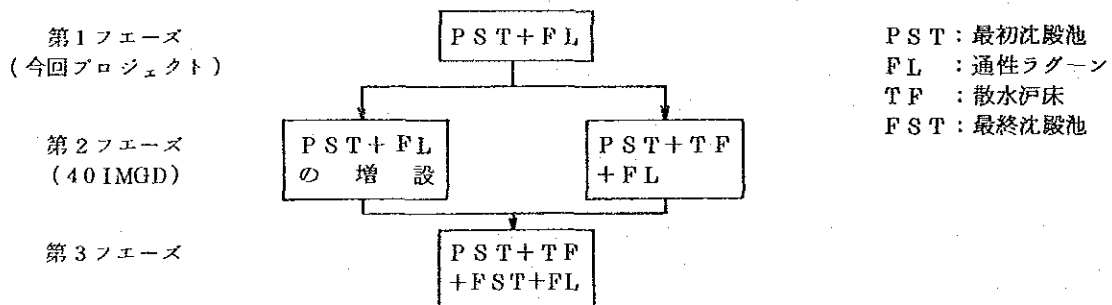 第1フェーズ
(今回プロジェクト)
PST+FL
PST:最初沈殿池
FL :通性ラグーン
TF :散水沪床
FST:最終沈殿池
第2フェーズ
(40IMGD)
PST+FL
の増設
PST+TF
+FL
第3フェーズ
PST+TF
+FST+FL